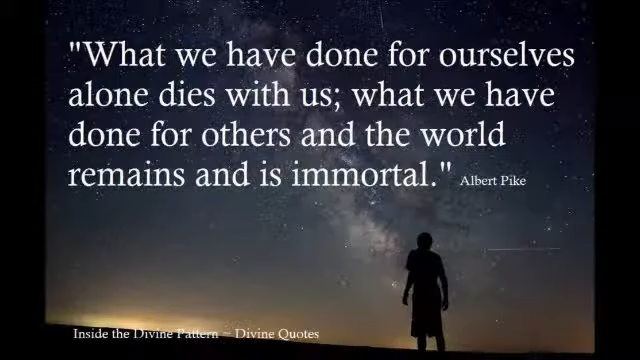 "What we have done for ourselves
alone dies with us; what we have
done for others and the world
remains and is immortal." Albert Pike
Inside the Divine Pattern ~ Divine Quotes